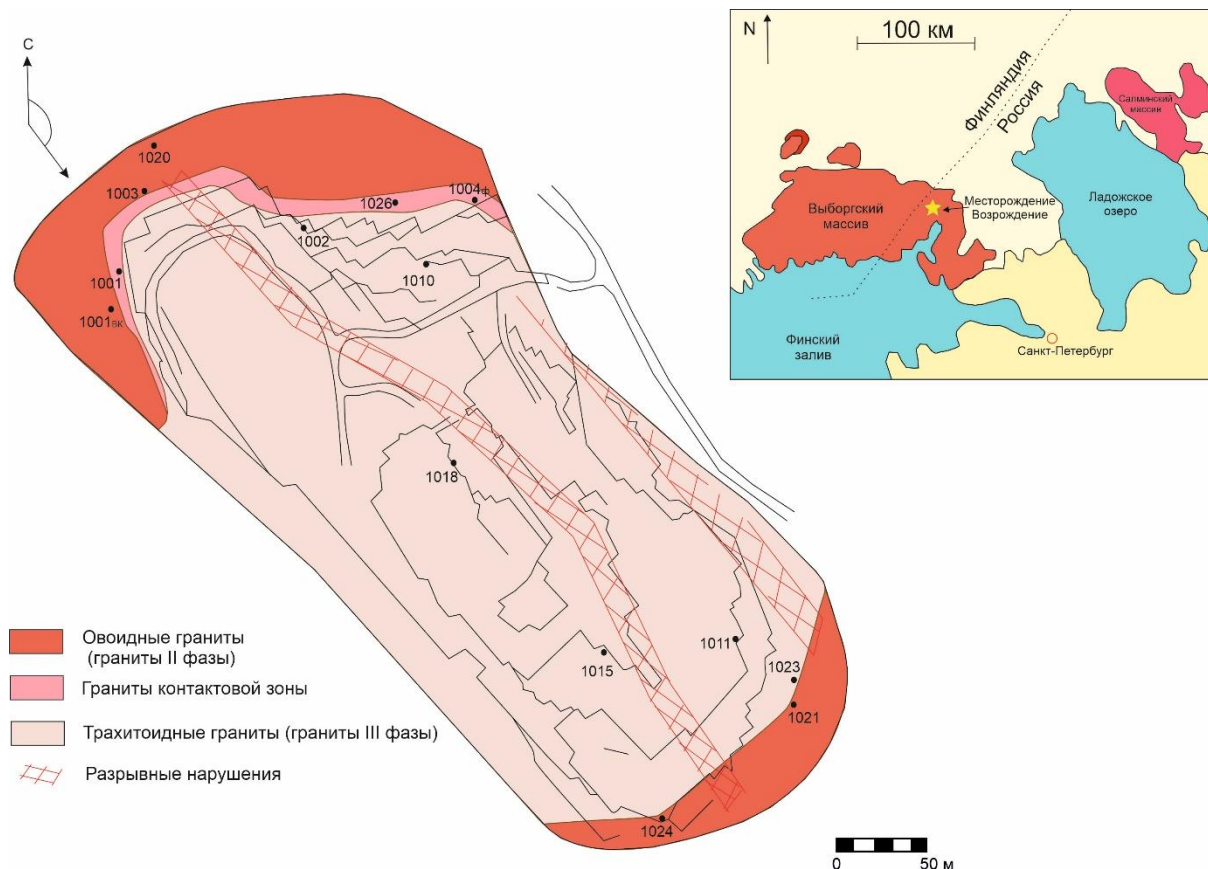 С
1020
1003
1004ф
1026
1002
1001
1010
1001вк
1018
1011
1015
1023
1021
1024
Овоидные граниты
(граниты II фазы)
Граниты контактовой зоны
Трахитоидные граниты (граниты III фазы)
Разрывные нарушения
0
50 м
N
100 км
Финляндия
Россия
Салминский
массив
Выборгский
массив
Месторождение
Возрождение
Ладожское
озеро
Финский
залив
Санкт-Петербург